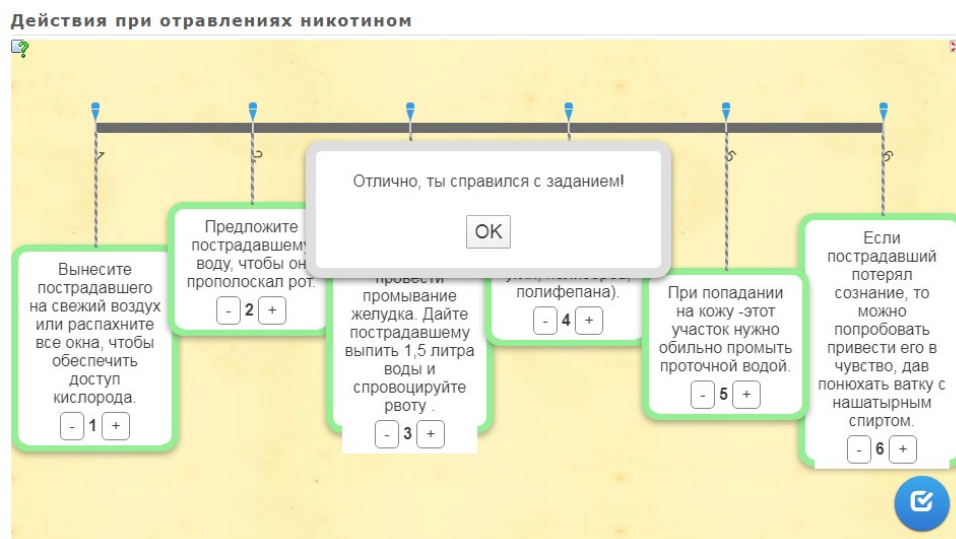 Действия при отравлениях никотином
1
2
5
6
Отлично, ты справился с заданием!
OK
Вынесите
пострадавшего
на свежий воздух
или распахните
все окна, чтобы
обеспечить
доступ
кислорода.
- 1 +
Предложите
пострадавшему
воду, чтобы он
прополоскал рот.
- 2 +
провести
промывание
желудка. Дайте
пострадавшему
выпить 1,5 литра
воды и
спровоцируйте
рвоту .
- 3 +
полифепана).
- 4 +
При попадании
на кожу -этот
участок нужно
обильно промыть
проточной водой.
- 5 +
Если
пострадавший
потерял
сознание, то
можно
попробовать
привести его в
чувство, дав
понюхать ватку с
нашатырным
спиртом.
- 6 +